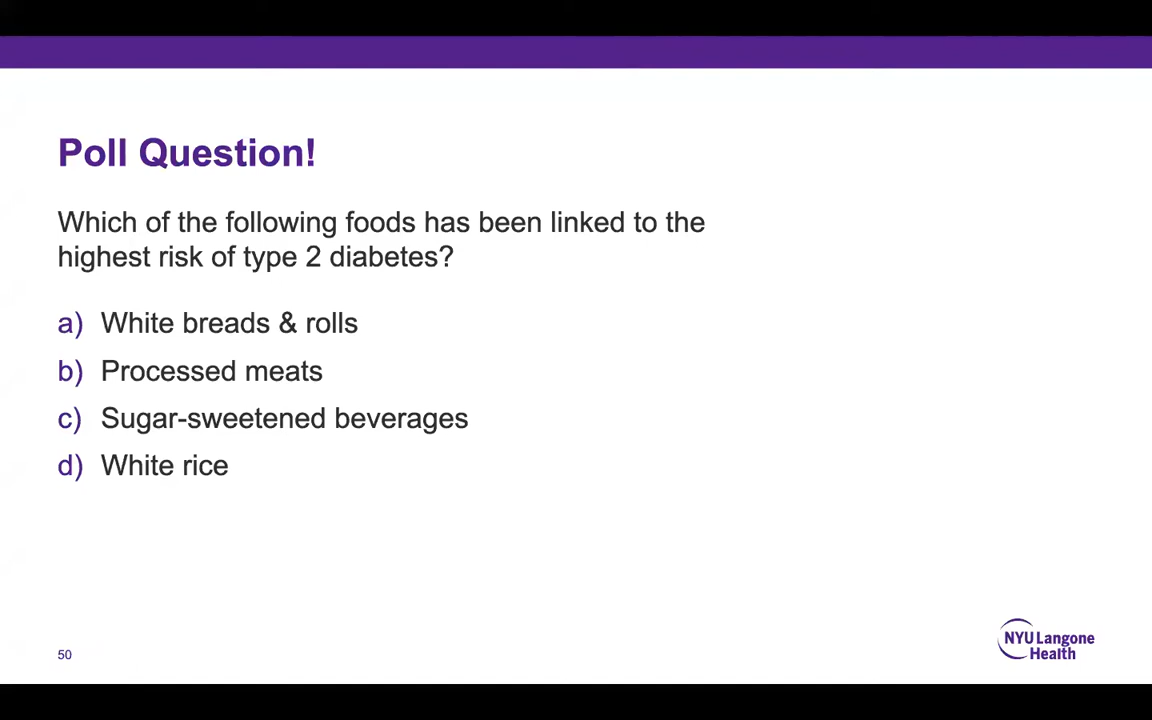 Poll Question!
Which of the following foods has been linked to the
highest risk of type 2 diabetes?
a) White breads & rolls
b) Processed meats
c) Sugar-sweetened beverages
d) White rice
50
NYU Langone
Health